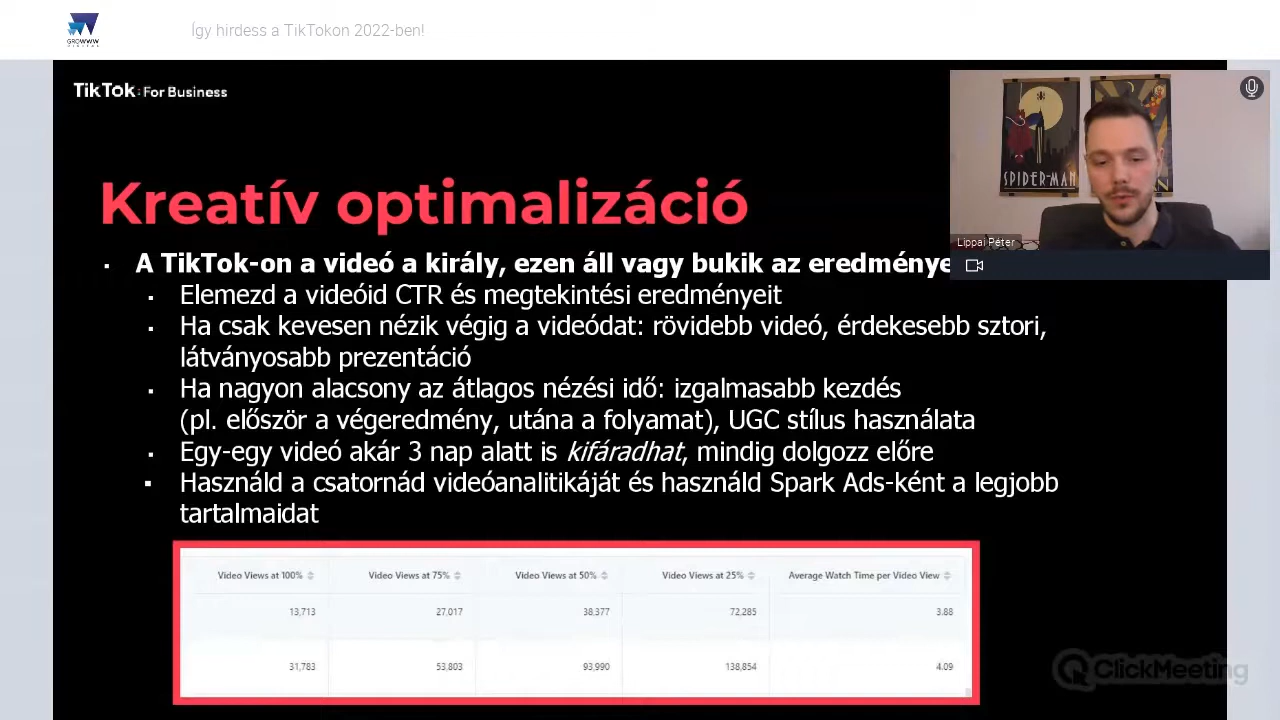 GROWWW
DIGITAL
Így hirdess a TikTokon 2022-ben!
TikTok: For Business
SPIDER-MAN
Lippai Péter
Kreatív optimalizáció
▪ A TikTok-on a videó a király, ezen áll vagy bukik az eredménye
▪ Elemezd a videóid CTR és megtekintési eredményeit
▪ Ha csak kevesen nézik végig a videódat: rövidebb videó, érdekesebb sztori,
látványosabb prezentáció
▪ Ha nagyon alacsony az átlagos nézési idő: izgalmasabb kezdés
(pl. először a végeredmény, utána a folyamat), UGC stílus használata
▪ Egy-egy videó akár 3 nap alatt is kifáradhat, mindig dolgozz előre
▪ Használd a csatornád videóanalitikáját és használd Spark Ads-ként a legjobb
tartalmaidat
Video Views at 100% Video Views at 75% Video Views at 50% Video Views at 25% Average Watch Time per Video View
13,713 27,017 38,377 72,285 3.88
31,783 53,803 93,990 138,854 4.09
ClickMeeting